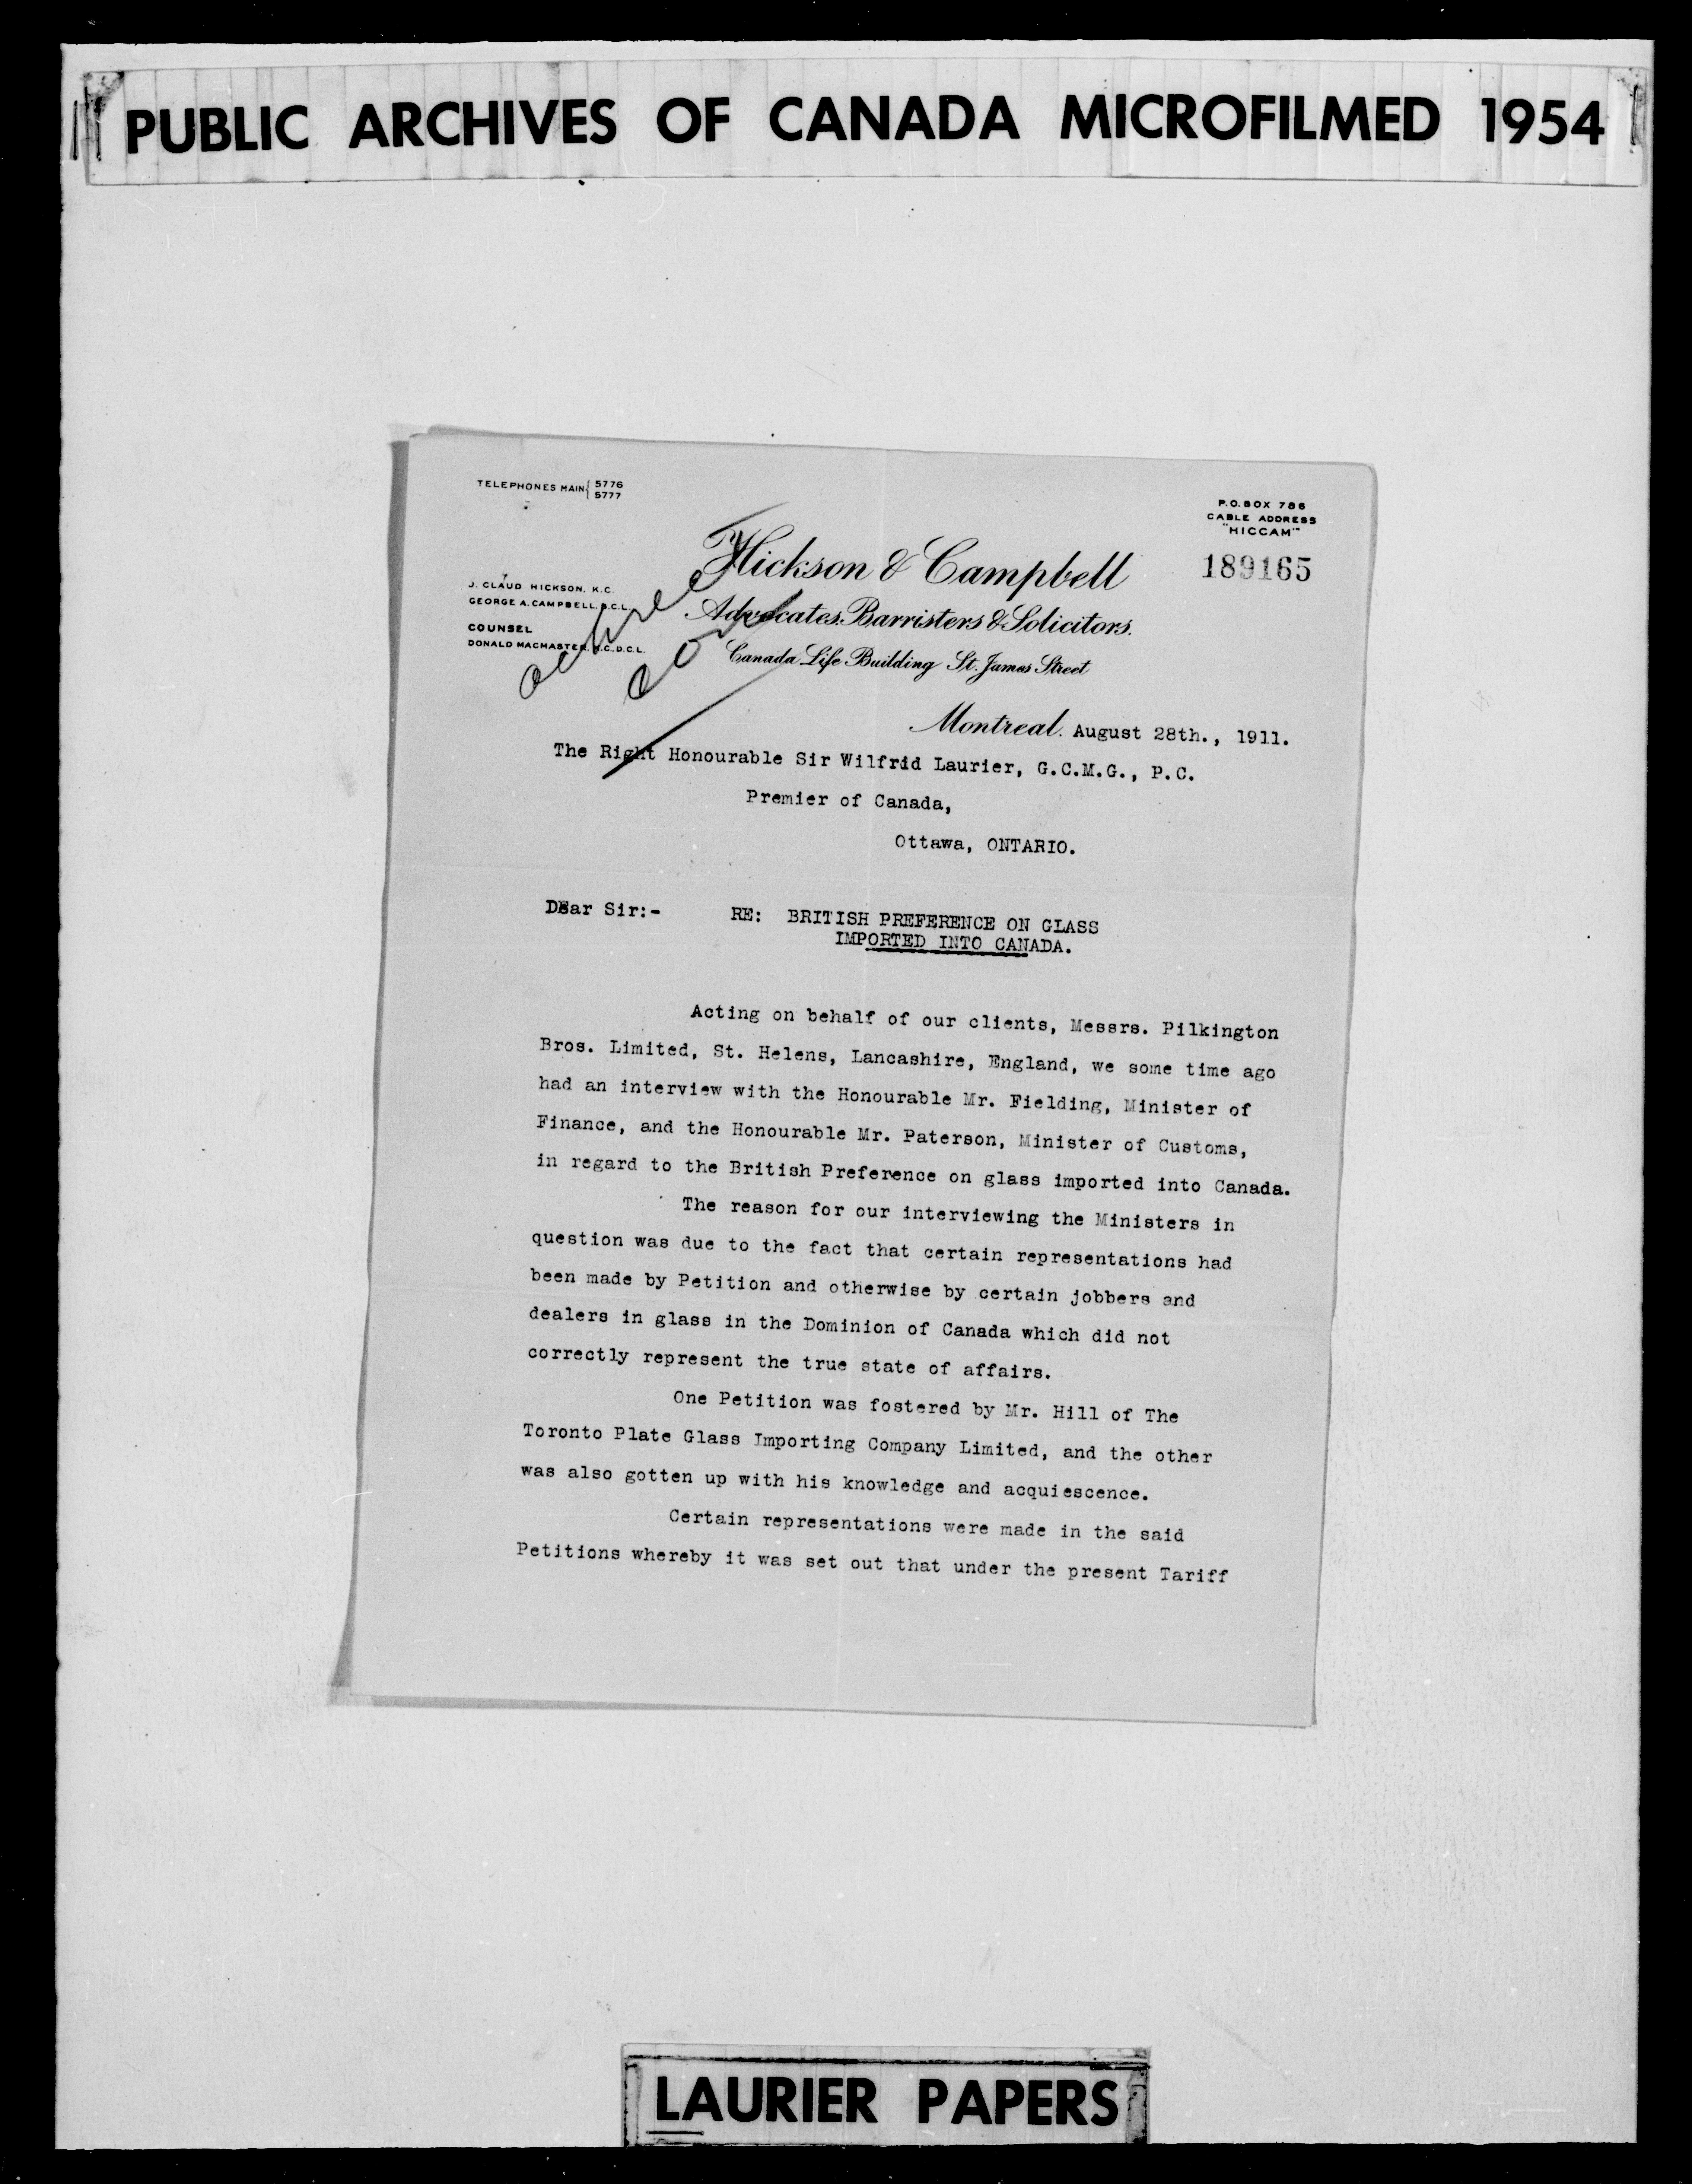 PUBLIC ARCHIVES OF CANADA MICROFILMED 1954
TELEPHONES MAIN { 5776
5777
P.O.BOX 786
CABLE ADDRESS
"HICCAM"
189165
Hickson & Campbell
Advocates, Barristers & Solicitors.
Canada Life Building St. James Street
J. CLAUD HICKSON, K.C.
GEORGE A. CAMPBELL, B.C.L.
COUNSEL
DONALD MACMASTER, K.C. D.C.L.
Montreal. August 28th., 1911.
The Right Honourable Sir Wilfrid Laurier, G.C.M.G., P.C.
Premier of Canada,
Ottawa, ONTARIO.
Dear Sir:- RE: BRITISH PREFERENCE ON GLASS
IMPORTED INTO CANADA.
Acting on behalf of our clients, Messrs. Pilkington
Bros. Limited, St. Helens, Lancashire, England, we some time ago
had an interview with the Honourable Mr. Fielding, Minister of
Finance, and the Honourable Mr. Paterson, Minister of Customs,
in regard to the British Preference on glass imported into Canada.
The reason for our interviewing the Ministers in
question was due to the fact that certain representations had
been made by Petition and otherwise by certain jobbers and
dealers in glass in the Dominion of Canada which did not
correctly represent the true state of affairs.
One Petition was fostered by Mr. Hill of The
Toronto Plate Glass Importing Company Limited, and the other
was also gotten up with his knowledge and acquiescence.
Certain representations were made in the said
Petitions whereby it was set out that under the present Tariff
LAURIER PAPERS